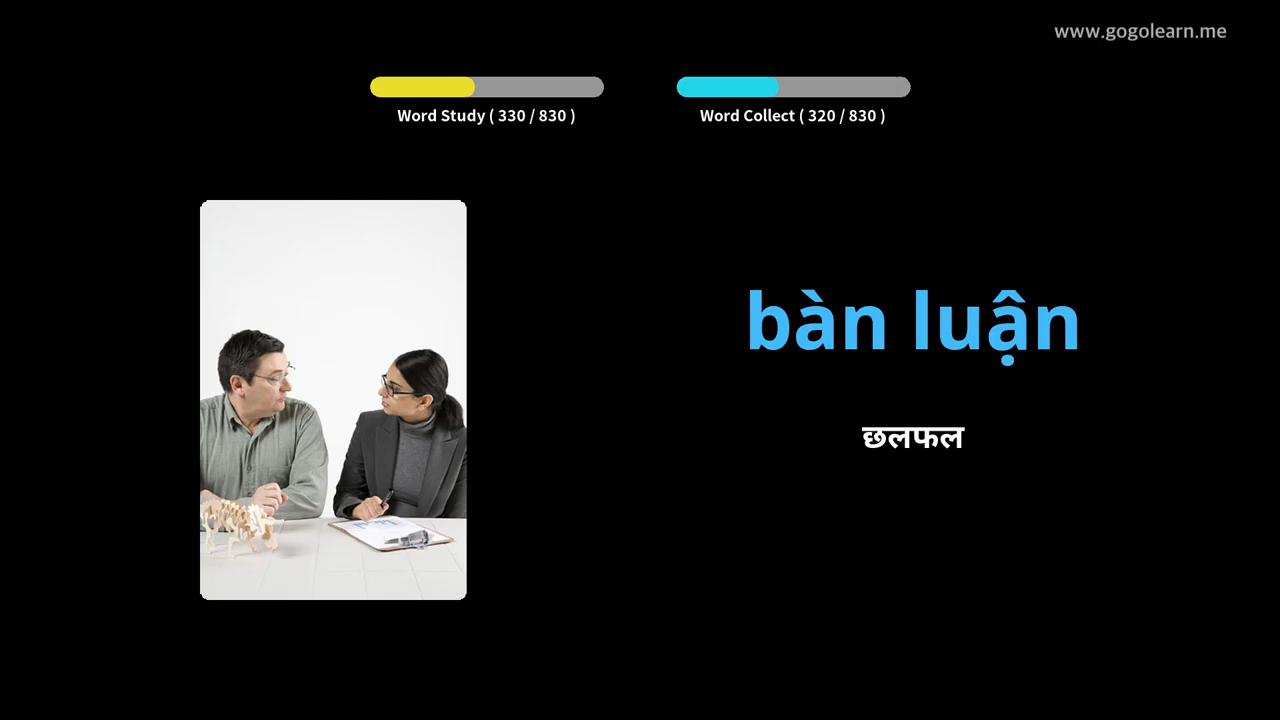 www.gogolearn.me
Word Study ( 330 / 830 )
Word Collect ( 320 / 830 )
bàn luận
छलफल